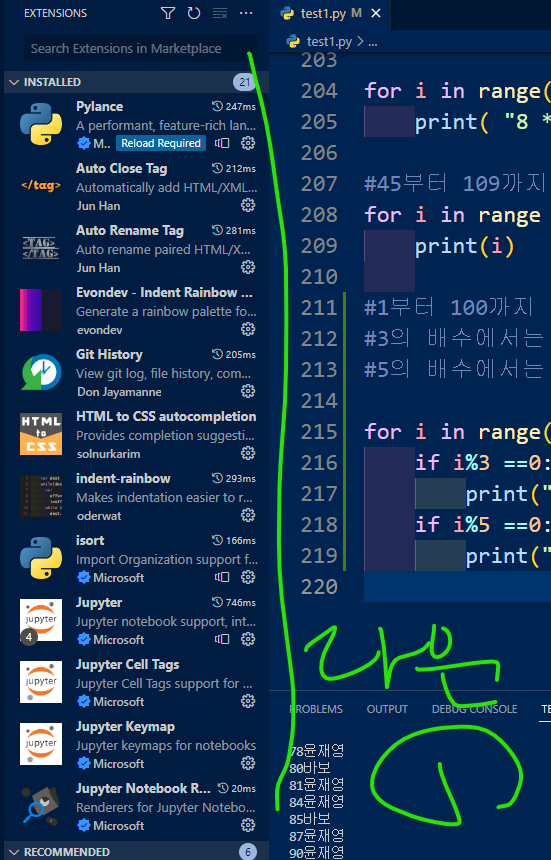 EXTENSIONS
Search Extensions in Marketplace
INSTALLED 21
Pylance 247ms
A performant, feature-rich lan...
M.. Reload Required
Auto Close Tag 212ms
Automatically add HTML/XML...
Jun Han
Auto Rename Tag 281ms
Auto rename paired HTML/X...
Jun Han
Evondev - Indent Rainbow ...
Generate a rainbow palette fo...
evondev
Git History 205ms
View git log, file history, com...
Don Jayamanne
HTML to CSS autocompletion
Provides completion suggesti...
solnurkarim
indent-rainbow 293ms
Makes indentation easier to r...
oderwat
isort 166ms
Import Organization support f...
Microsoft
Jupyter 746ms
Jupyter notebook support, int...
4 Microsoft
Jupyter Cell Tags
Jupyter Cell Tags support for ...
Microsoft
Jupyter Keymap
Jupyter keymaps for notebooks
Microsoft
Jupyter Notebook R... 20ms
Renderers for Jupyter Notebo...
Microsoft
RECOMMENDED 6
test1.py M
test1.py > ...
203
204 for i in range(
205 print( "8 *
206
207 #45부터 109까지
208 for i in range
209 print(i)
210
211 #1부터 100까지
212 #3의 배수에서는
213 #5의 배수에서는
214
215 for i in range(
216 if i%3 ==0:
217 print("
218 if i%5 ==0:
219 print("
220
PROBLEMS OUTPUT DEBUG CONSOLE TE
78윤재영
80바보
81윤재영
84윤재영
85바보
87윤재영
90윤재영